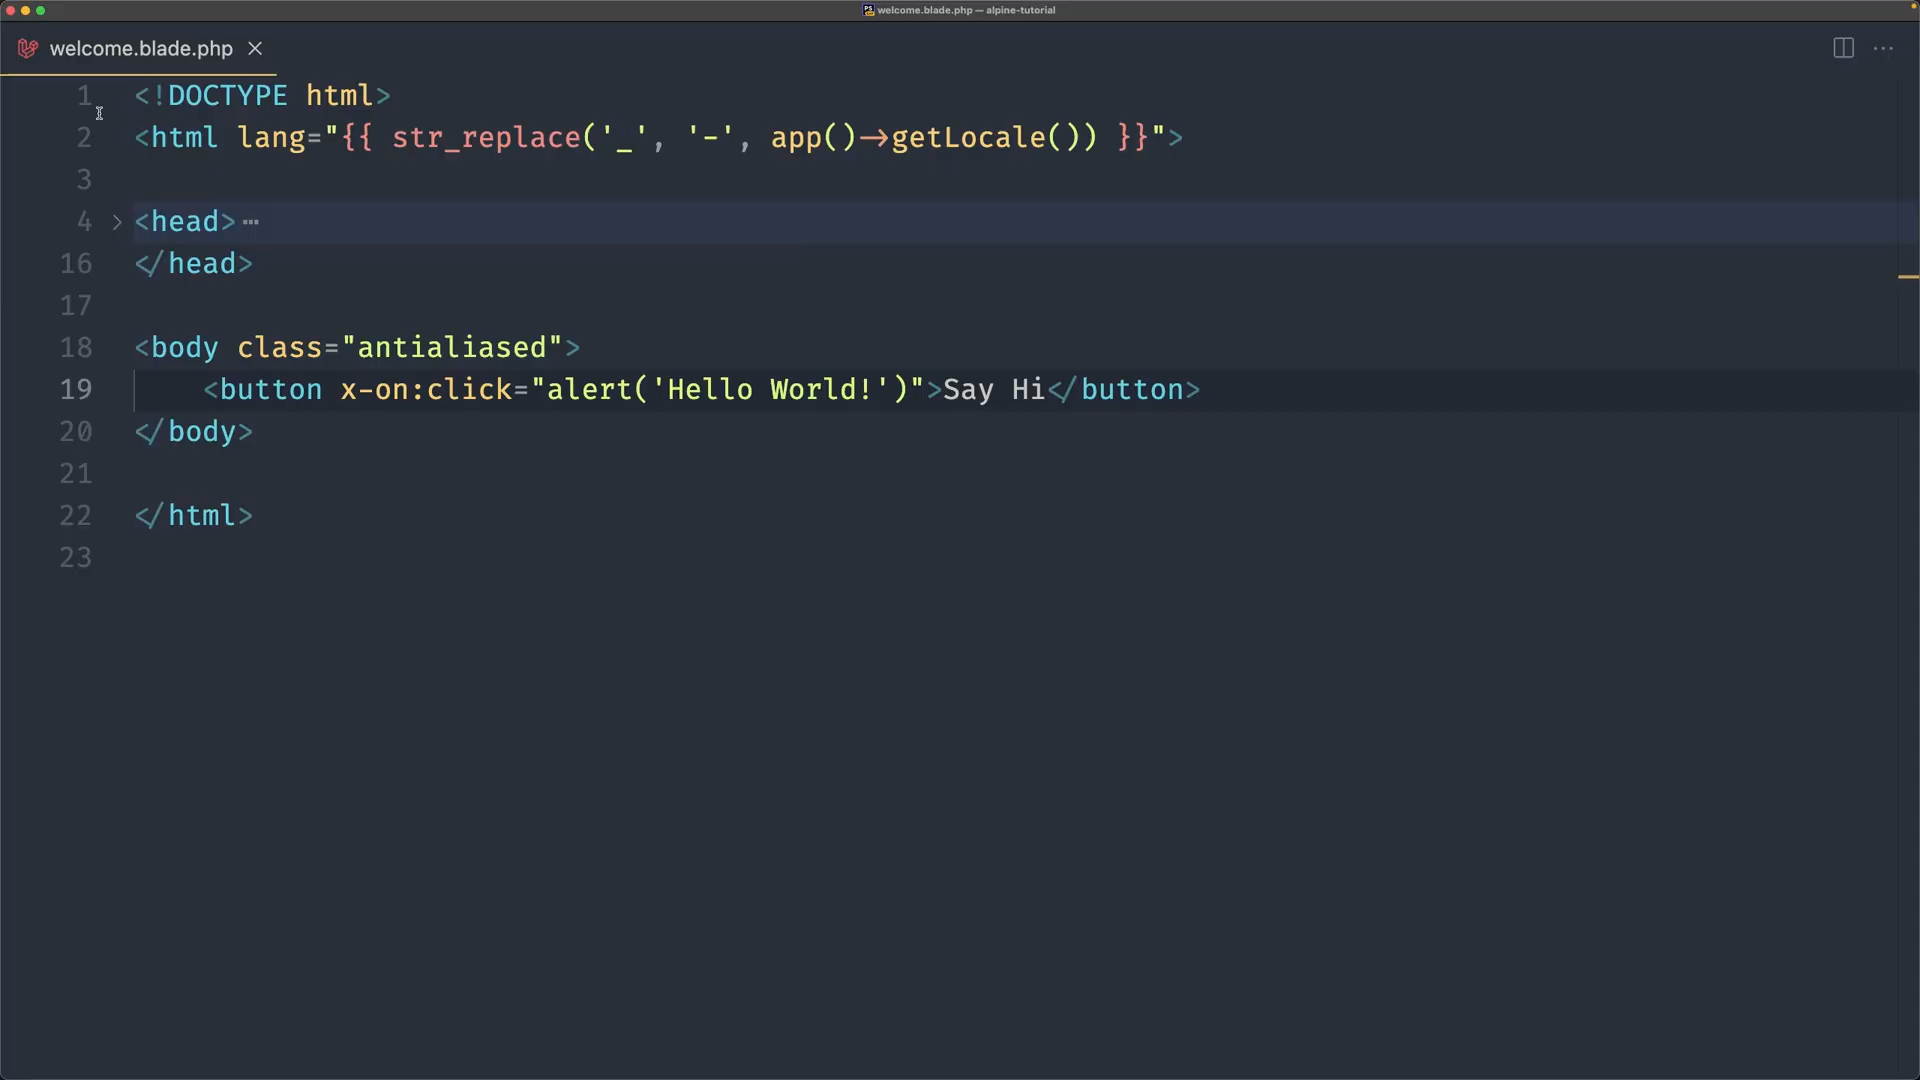 welcome.blade.php — alpine-tutorial
welcome.blade.php
1 <!DOCTYPE html>
2 <html lang="{{ str_replace('_', '-', app()->getLocale()) }}">
3
4 <head>
16 </head>
17
18 <body class="antialiased">
19 <button x-on:click="alert('Hello World!')">Say Hi</button>
20 </body>
21
22 </html>
23